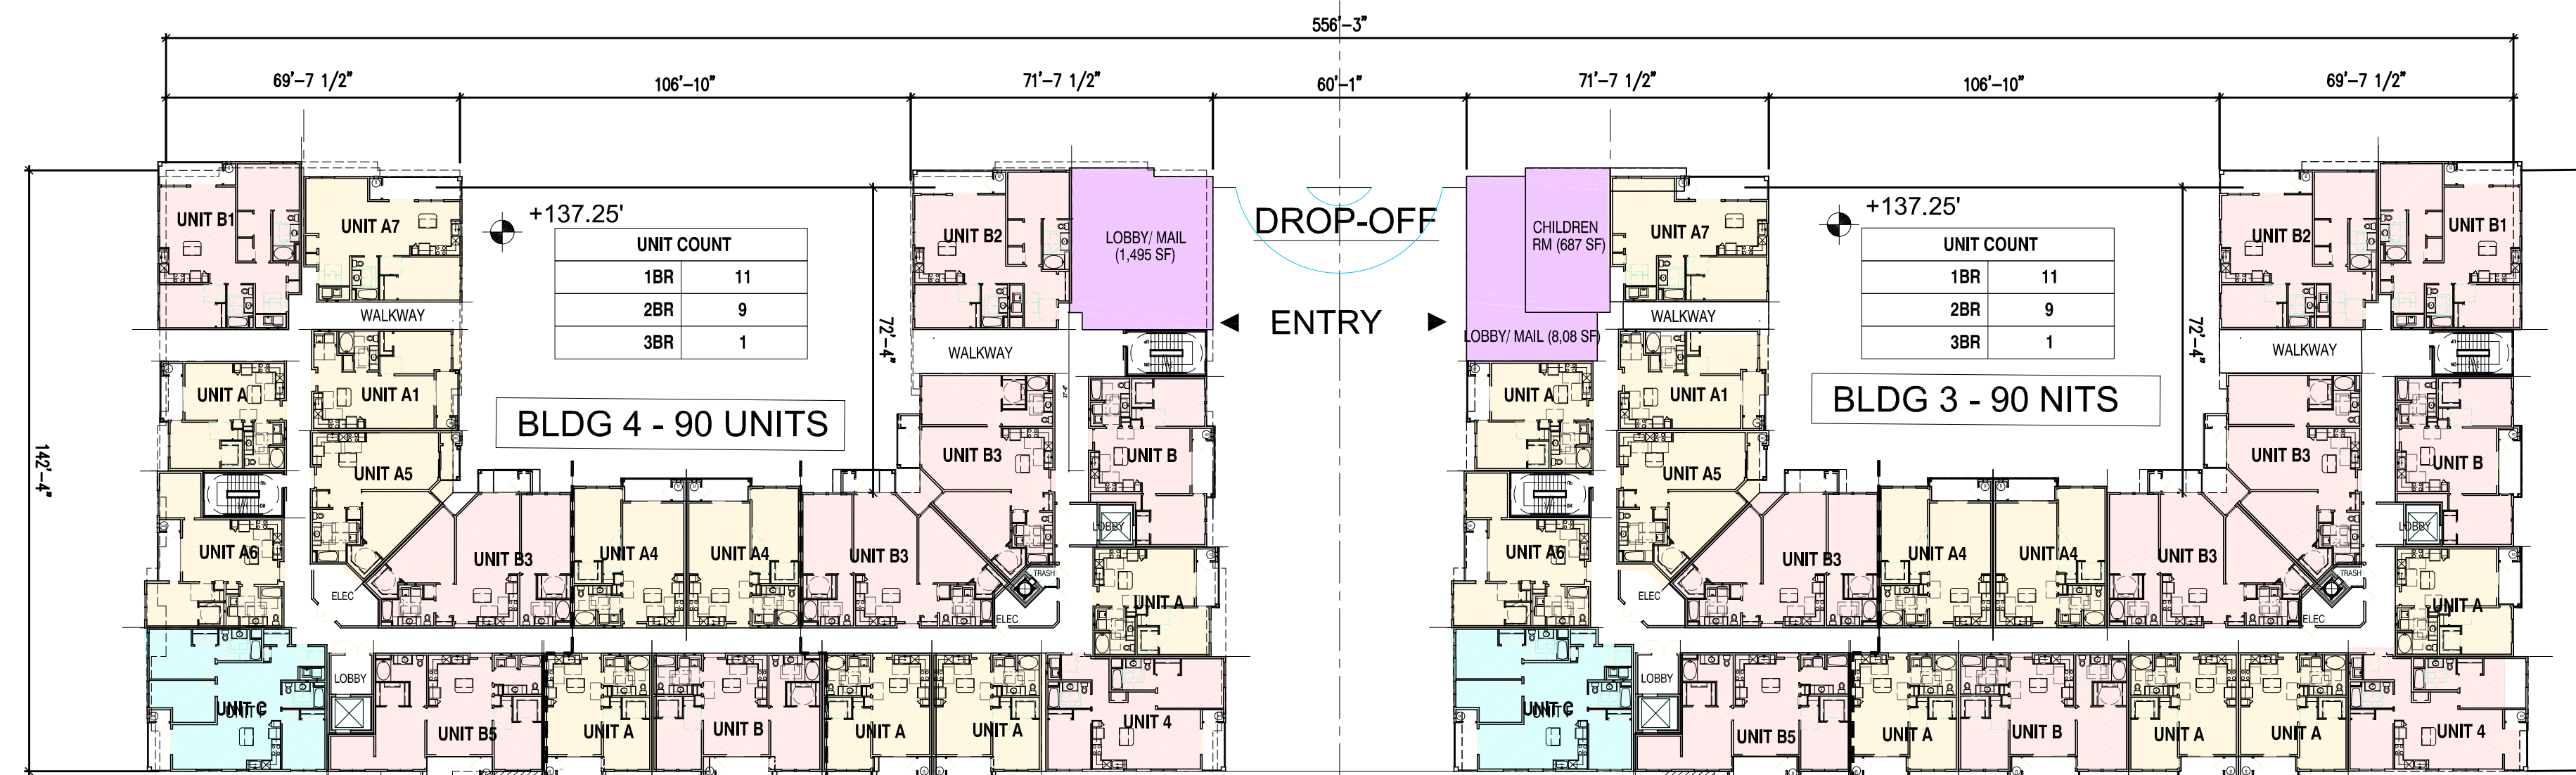 556'-3"
69'-7 1/2"
106'-10"
71'-7 1/2"
60'-1"
71'-7 1/2"
106'-10"
69'-7 1/2"
142'-4"
UNIT B1
UNIT A7
+137.25'
UNIT COUNT
1BR 11
2BR 9
3BR 1
BLDG 4 - 90 UNITS
72'-4"
WALKWAY
UNIT A
UNIT A1
UNIT A5
UNIT A6
ELEC
UNIT B3
UNIT A4
UNIT A4
UNIT B3
UNIT B2
LOBBY/ MAIL
(1,495 SF)
WALKWAY
UNIT B3
UNIT B
LOBBY
TRASH
ELEC
UNIT A
UNIT C
LOBBY
UNIT B5
UNIT A
UNIT B
UNIT A
UNIT A
UNIT 4
DROP-OFF
ENTRY
CHILDREN
RM (687 SF)
LOBBY/ MAIL (8,08 SF)
UNIT A7
WALKWAY
UNIT A
UNIT A1
UNIT A5
UNIT A6
ELEC
+137.25'
UNIT COUNT
1BR 11
2BR 9
3BR 1
BLDG 3 - 90 NITS
72'-4"
UNIT B3
UNIT A4
UNIT A4
UNIT B3
UNIT B2
UNIT B1
WALKWAY
UNIT B3
UNIT B
LOBBY
TRASH
ELEC
UNIT A
UNIT C
LOBBY
UNIT B5
UNIT A
UNIT B
UNIT A
UNIT A
UNIT 4